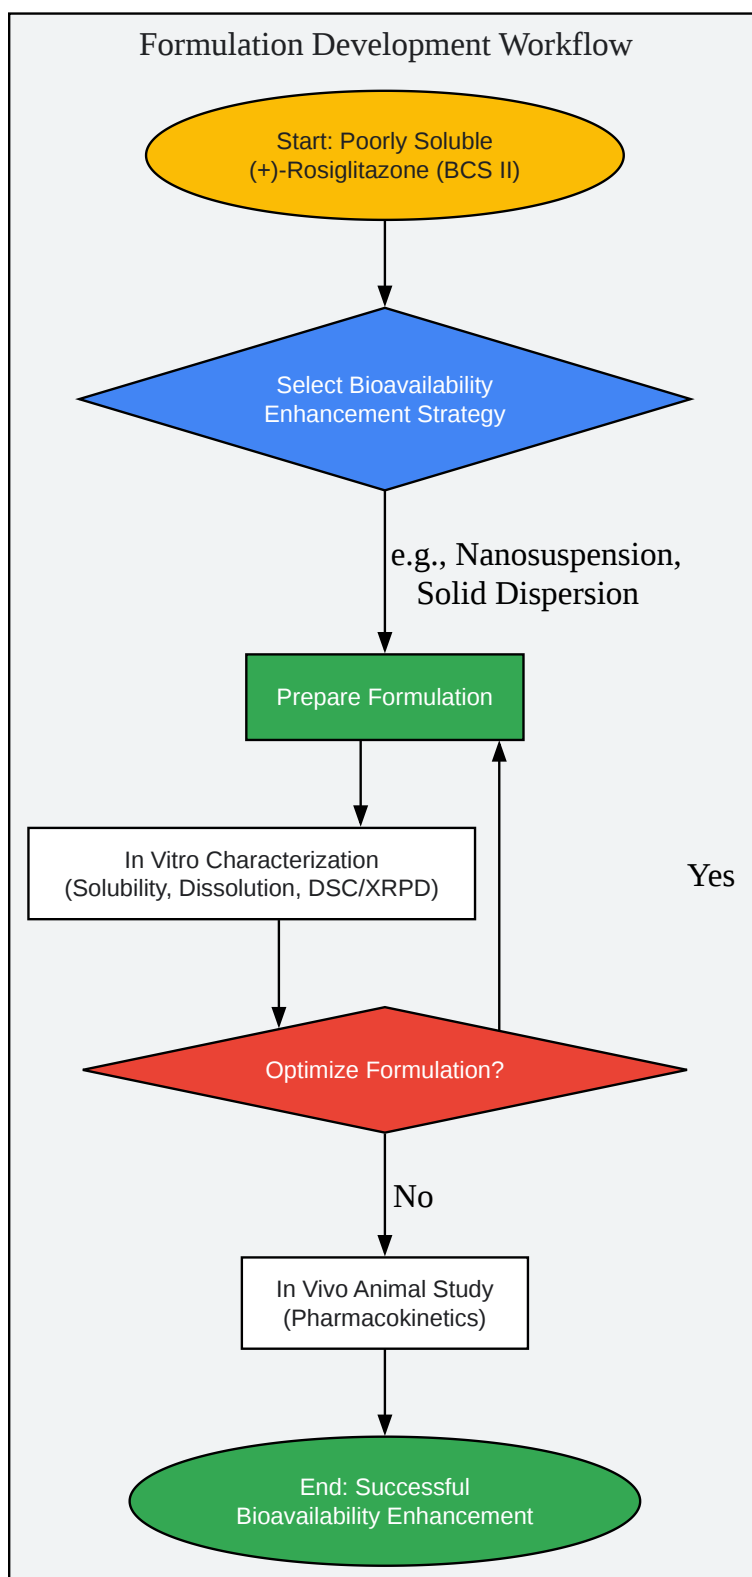 Formulation Development Workflow
Start: Poorly Soluble
(+)-Rosiglitazone (BCS II)
Select Bioavailability
Enhancement Strategy
e.g., Nanosuspension,
Solid Dispersion
Prepare Formulation
In Vitro Characterization
(Solubility, Dissolution, DSC/XRPD)
Yes
Optimize Formulation?
No
In Vivo Animal Study
(Pharmacokinetics)
End: Successful
Bioavailability Enhancement